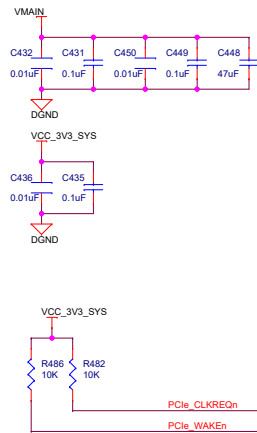 VMAIN
C432 C431 C450 C449 C448
0.01uF 0.1uF 0.01uF 0.1uF 47uF
DGND
VCC_3V3_SYS
C436 C435
0.01uF 0.1uF
DGND
VCC_3V3_SYS
R486 R482
10K 10K
PCIe_CLKREQn
PCIe_WAKEn